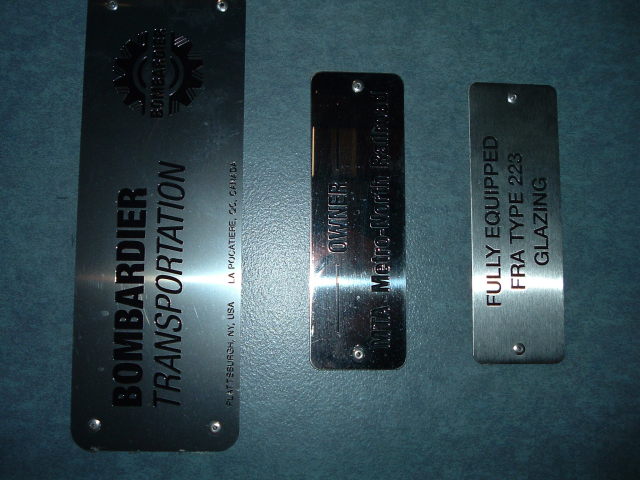 BOMBARDIER
BOMBARDIER
TRANSPORTATION
PLATTSBURGH, NY, USA LA POCATIERE, QC, CANADA
OWNER
MTA - Metro-North Railroad
FULLY EQUIPPED
FRA TYPE 223
GLAZING